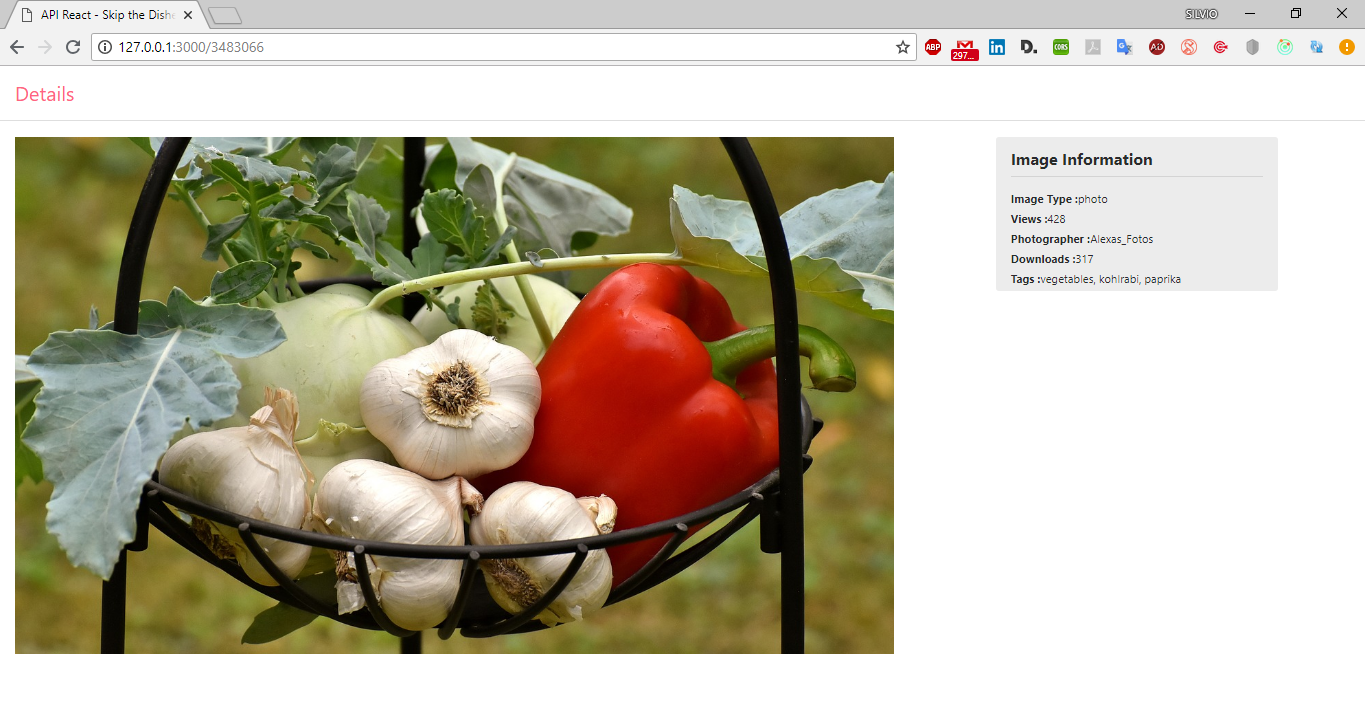 API React - Skip the Dishe
SILVIO
127.0.0.1:3000/3483066
ABP
297...
in
D.
CORS
Details
Image Information
Image Type :photo
Views :428
Photographer :Alexas_Fotos
Downloads :317
Tags :vegetables, kohlrabi, paprika